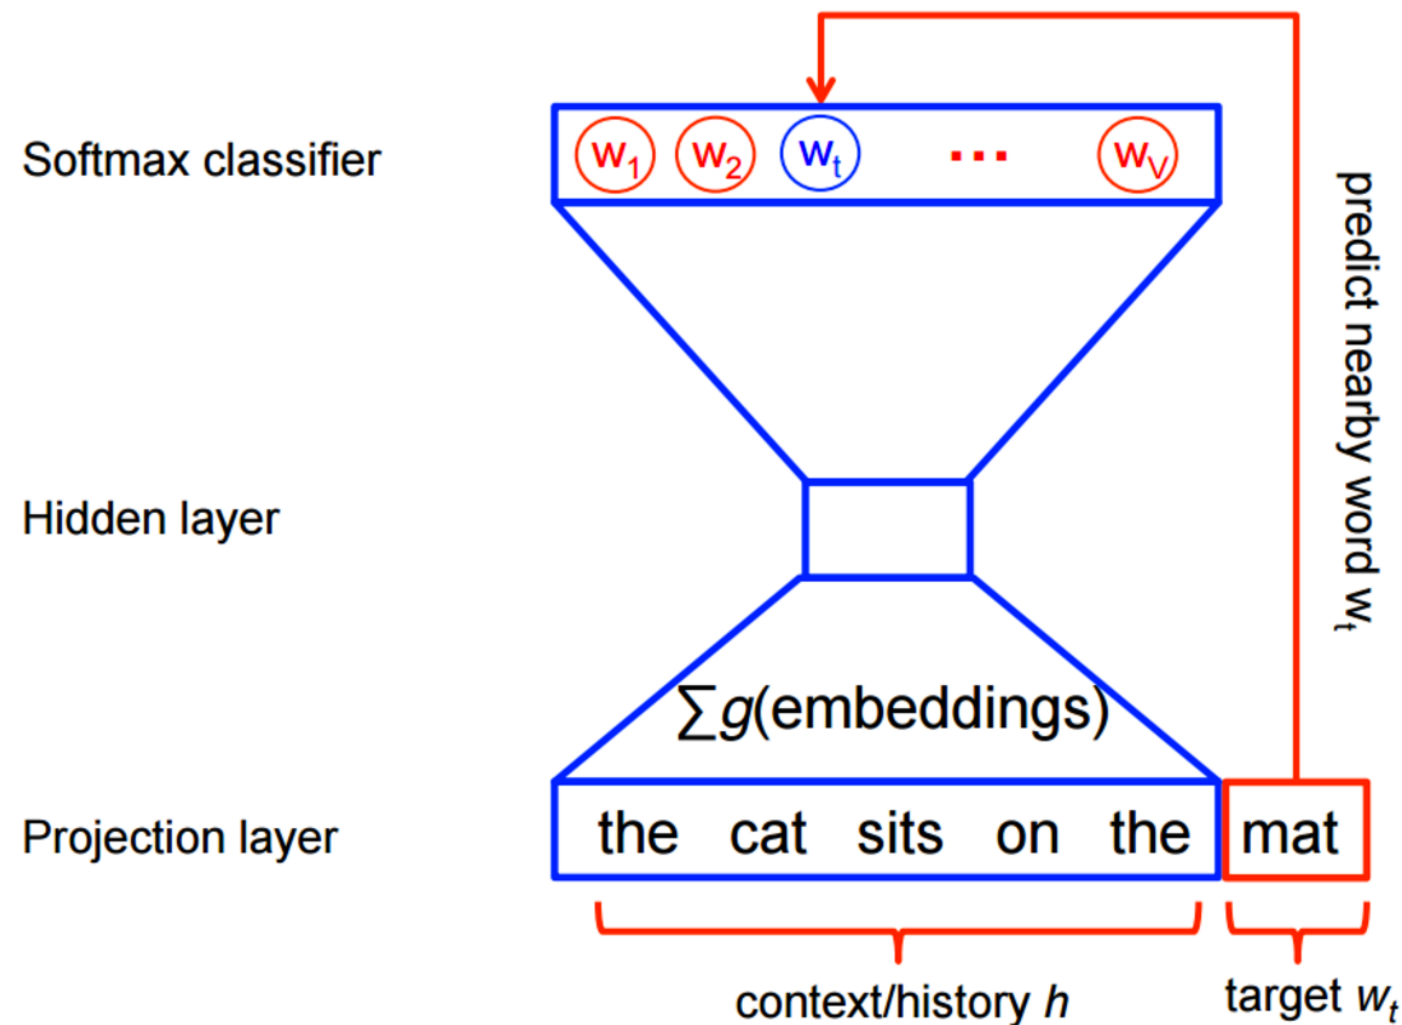 Softmax classifier
w₁ w₂ wₜ ... w_V
predict nearby word wₜ
Hidden layer
∑g(embeddings)
Projection layer
the cat sits on the mat
context/history h
target wₜ